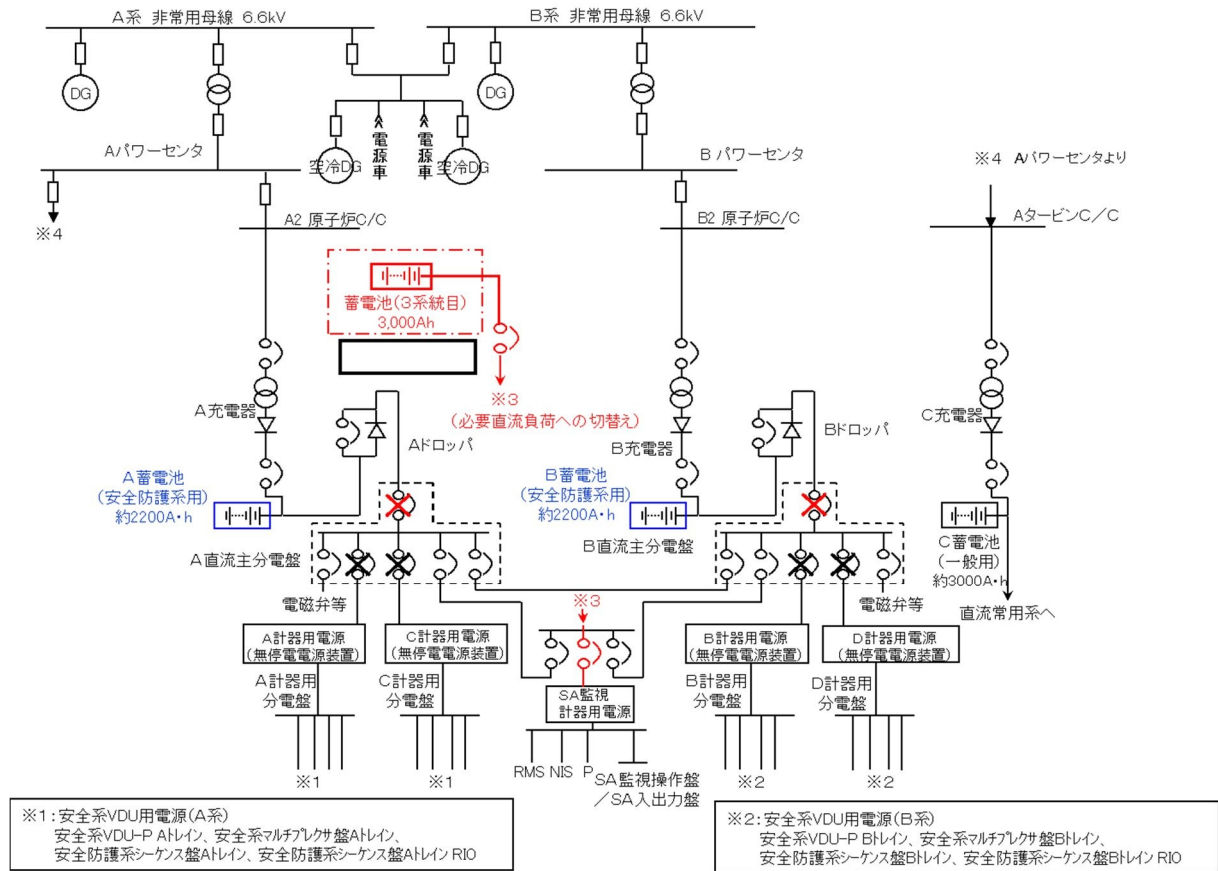 A系 非常用母線 6.6kV
B系 非常用母線 6.6kV
DG
DG
空冷DG
電源車
電源車
空冷DG
Aパワーセンタ
B パワーセンタ
※4 Aパワーセンタより
※4
A2 原子炉C/C
B2 原子炉C/C
Aタービン C/C
蓄電池(3系統目)
3,000Ah
※3
(必要直流負荷への切替え)
A充電器
Aドロッパ
B充電器
Bドロッパ
C充電器
A蓄電池
(安全防護系用)
約2200A・h
B蓄電池
(安全防護系用)
約2200A・h
C蓄電池
(一般用)
約3000A・h
A直流主分電盤
B直流主分電盤
直流常用系へ
電磁弁等
電磁弁等
※3
A計器用電源
(無停電電源装置)
C計器用電源
(無停電電源装置)
B計器用電源
(無停電電源装置)
D計器用電源
(無停電電源装置)
A計器用
分電盤
C計器用
分電盤
SA監視
計器用電源
B計器用
分電盤
D計器用
分電盤
RMS NIS P
SA監視操作盤
/SA入出力盤
※1
※1
※2
※2
※1:安全系VDU用電源(A系)
安全系VDU-P Aトレイン、安全系マルチプレクサ盤Aトレイン、
安全防護系シーケンス盤Aトレイン、安全防護系シーケンス盤Aトレイン RIO
※2:安全系VDU用電源(B系)
安全系VDU-P Bトレイン、安全系マルチプレクサ盤Bトレイン、
安全防護系シーケンス盤Bトレイン、安全防護系シーケンス盤Bトレイン RIO